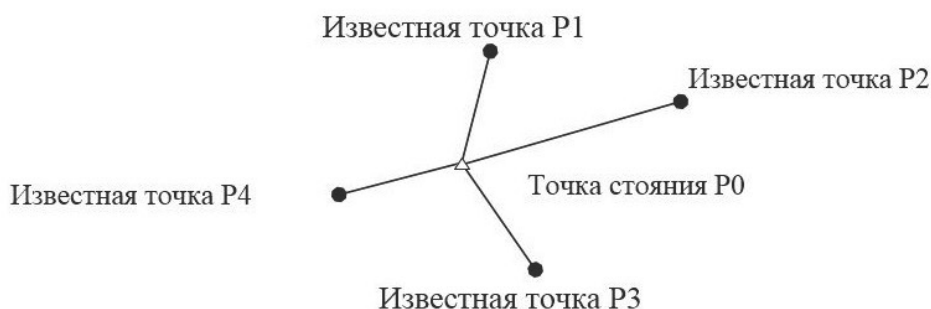 Известная точка P1
Известная точка P2
Точка стояния P0
Известная точка P4
Известная точка P3